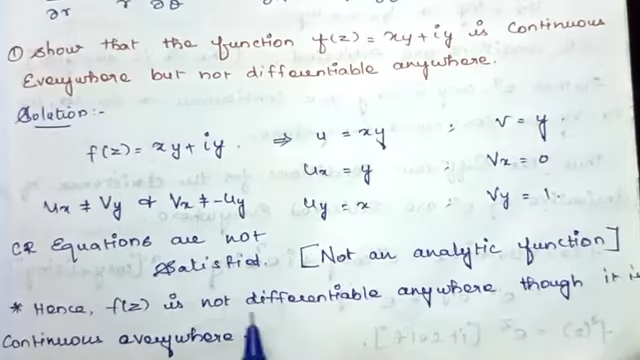 ∂r r ∂θ
① Show that the function f(z) = xy + iy is continuous
Everywhere but not differentiable anywhere.
Solution :-
f(z) = xy + iy. ⇒ u = xy ; v = y
ux = y ; Vx = 0
ux ≠ Vy & Vx ≠ -uy uy = x ; Vy = 1.
CR Equations are not
Satisfied. [Not an analytic function]
* Hence, f(z) is not differentiable anywhere though it is
continuous everywhere